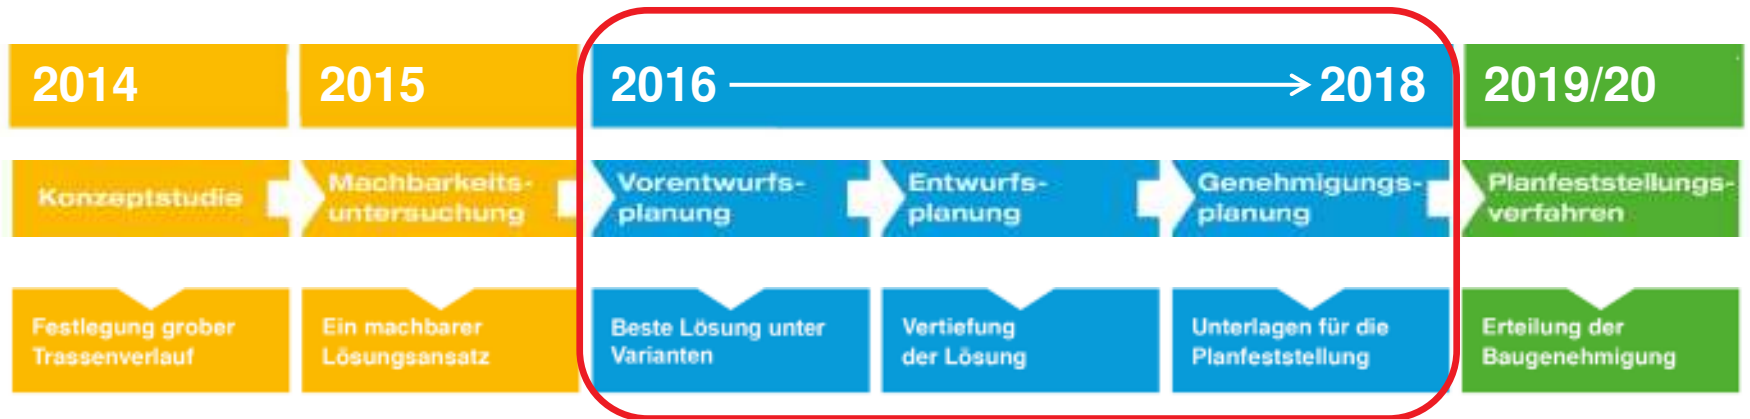 2014
2015
2016
2018
2019/20
Konzeptstudie
Machbarkeits-
untersuchung
Vorentwurfs-
planung
Entwurfs-
planung
Genehmigungs-
planung
Planfeststellungs-
verfahren
Festlegung grober
Trassenverlauf
Ein machbarer
Lösungsansatz
Beste Lösung unter
Varianten
Vertiefung
der Lösung
Unterlagen für die
Planfeststellung
Erteilung der
Baugenehmigung